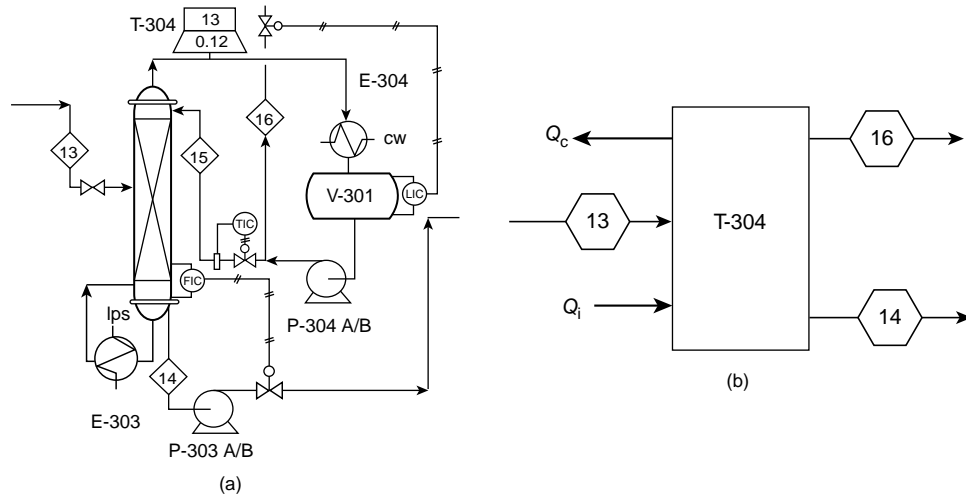 T-304
13
0.12
E-304
13
15
16
cw
V-301
LIC
TIC
FIC
P-304 A/B
lps
14
E-303
P-303 A/B
(a)
Qc
16
13
T-304
Qi
14
(b)